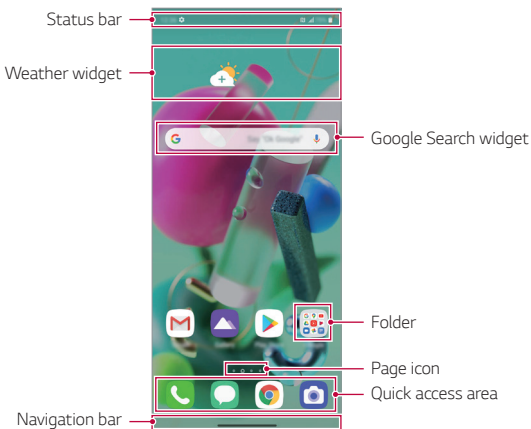 Status bar
Weather widget
Google Search widget
Folder
Page icon
Quick access area
Navigation bar